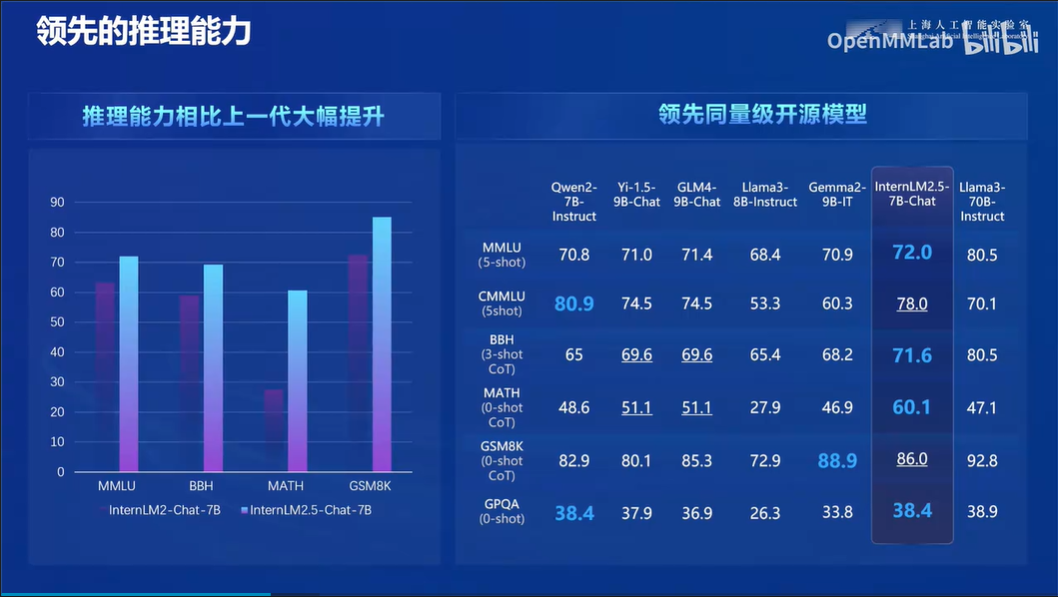 领先的推理能力
上海人工智能实验室
Shanghai Artificial Intelligence Laboratory
OpenMMLab bilibili
推理能力相比上一代大幅提升
90
80
70
60
50
40
30
20
10
0
MMLU BBH MATH GSM8K
InternLM2-Chat-7B InternLM2.5-Chat-7B
领先同量级开源模型
Qwen2-7B-Instruct Yi-1.5-9B-Chat GLM4-9B-Chat Llama3-8B-Instruct Gemma2-9B-IT InternLM2.5-7B-Chat Llama3-70B-Instruct
MMLU (5-shot) 70.8 71.0 71.4 68.4 70.9 72.0 80.5
CMMLU (5shot) 80.9 74.5 74.5 53.3 60.3 78.0 70.1
BBH (3-shot CoT) 65 69.6 69.6 65.4 68.2 71.6 80.5
MATH (0-shot CoT) 48.6 51.1 51.1 27.9 46.9 60.1 47.1
GSM8K (0-shot CoT) 82.9 80.1 85.3 72.9 88.9 86.0 92.8
GPQA (0-shot) 38.4 37.9 36.9 26.3 33.8 38.4 38.9